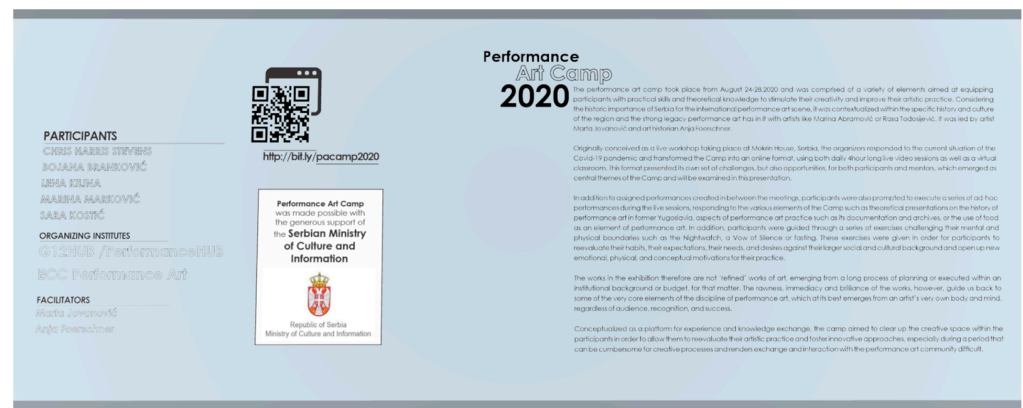 PARTICIPANTS
CHRIS HARRIS STEVENS
BOJANA BRANKOVIĆ
MARINA MARKOVIĆ
SARA KOSTIĆ
ORGANIZING INSTITUTES
G12HUB /PerformanceHUB
ECC Performance Art
FACILITATORS
Marta Jovanović
Anja Foerschner
http://bit.ly/pacamp2020
Performance Art Camp
was made possible with
the generous support of
the Serbian Ministry
of Culture and
Information
Republic of Serbia
Ministry of Culture and Information
Performance
Art Camp
2020
The performance art camp took place from August 24-28,2020 and was comprised of a variety of elements aimed at equipping
participants with practical skills and theoretical knowledge to stimulate their creativity and improve their artistic practice. Considering
the historic importance of Serbia for the international performance art scene, it was contextualized within the specific history and culture
of the region and the strong legacy performance art has in it with artists like Marina Abramović or Rasa Todosijević. It was led by artist
Marta Jovanović and art historian Anja Foerschner.
Originally conceived as a live workshop taking place at Mokrin House, Serbia, the organizers responded to the current situation of the
Covid-19 pandemic and transformed the Camp into an online format, using both daily 4hour long live video sessions as well as a virtual
classroom. This format presented its own set of challenges, but also opportunities, for both participants and mentors, which emerged as
central themes of the Camp and will be examined in this presentation.
In addition to assigned performances created in between the meetings, participants were also prompted to execute a series of ad hoc
performances during the live sessions, responding to the various elements of the Camp such as theoretical presentations on the history of
performance art in former Yugoslavia, aspects of performance art practice such as its documentation and archives, or the use of food
as an element of performance art. In addition, participants were guided through a series of exercises challenging their mental and
physical boundaries such as the Nightwatch, a Vow of Silence or fasting. These exercises were given in order for participants to
reevaluate their habits, their expectations, their needs, and desires against their larger social and cultural background and open up new
emotional, physical, and conceptual motivations for their practice.
The works in the exhibition therefore are not 'refined' works of art, emerging from a long process of planning or executed within an
institutional background or budget, for that matter. The rawness, immediacy and brilliance of the works, however, guide us back to
some of the very core elements of the discipline of performance art, which at its best emerges from an artist's very own body and mind,
regardless of audience, recognition, and success.
Conceptualized as a platform for experience and knowledge exchange, the camp aimed to clear up the creative space within the
participants in order to allow them to reevaluate their artistic practice and foster innovative approaches, especially during a period that
can be cumbersome for creative processes and renders exchange and interaction with the performance art community difficult.